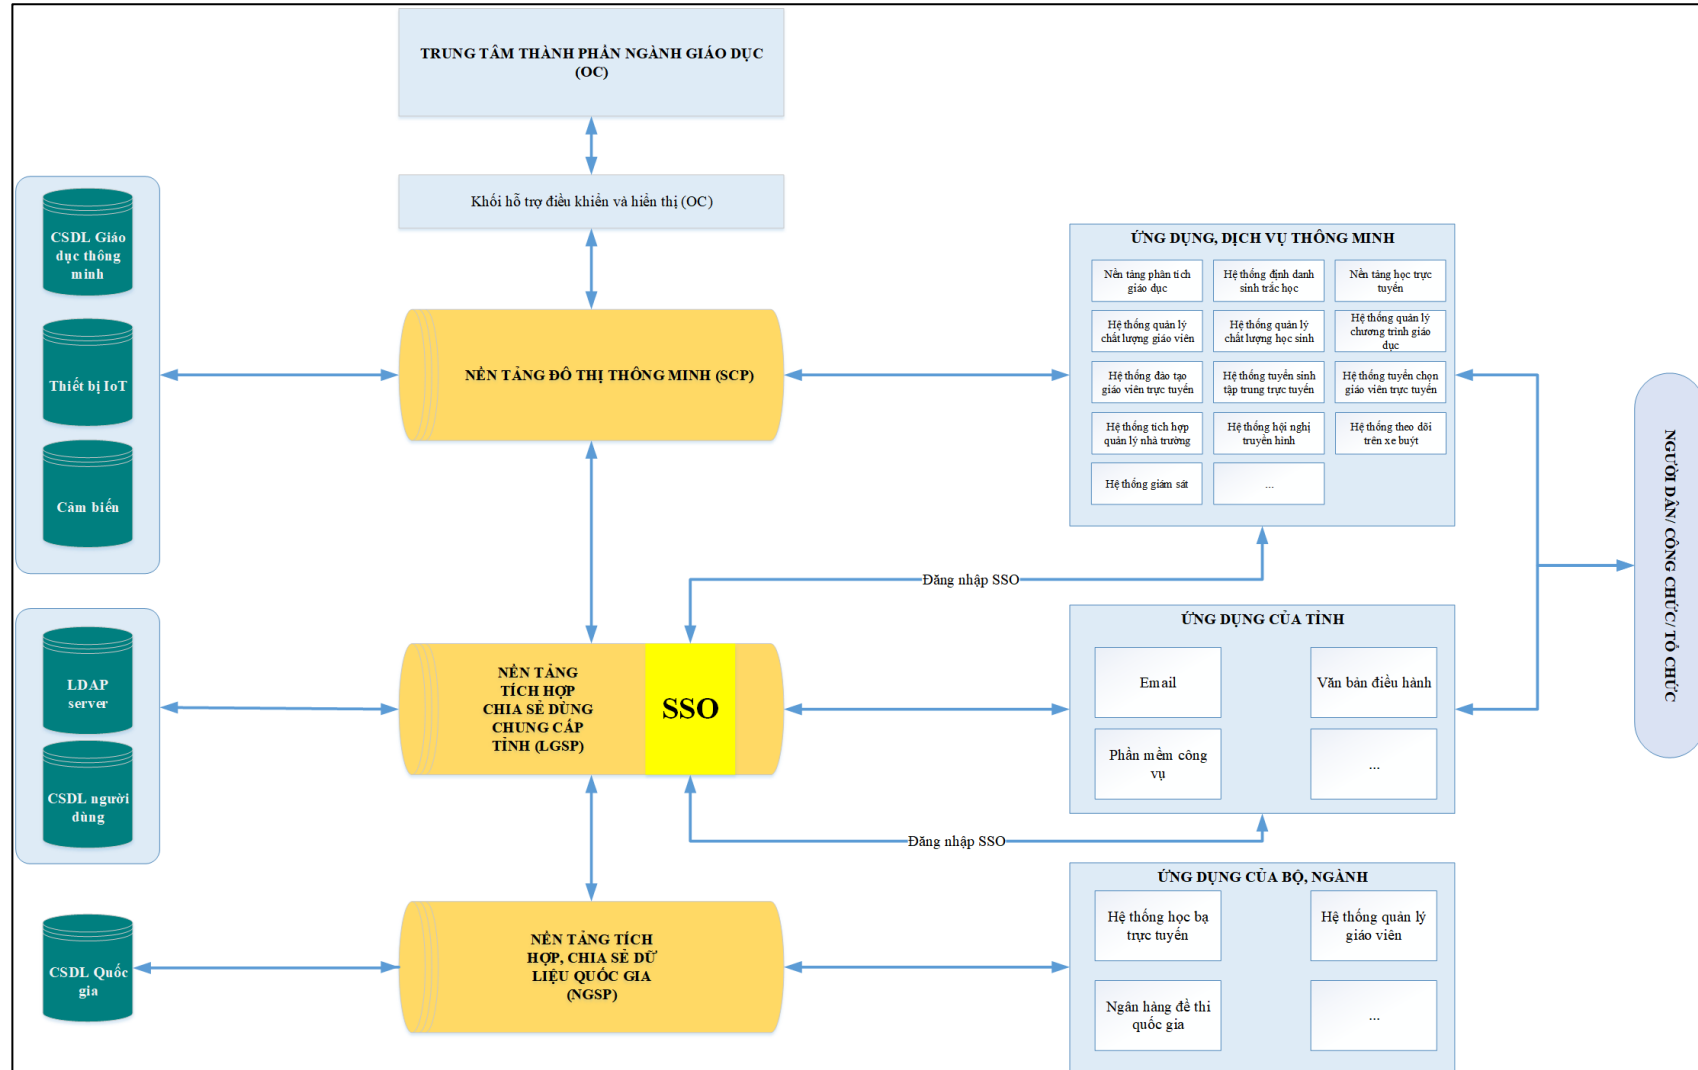 TRUNG TÂM THÀNH PHẦN NGÀNH GIÁO DỤC
(OC)
Khối hỗ trợ điều khiển và hiển thị (OC)
CSDL Giáo
dục thông
minh
Thiết bị IoT
Cảm biến
NỀN TẢNG ĐÔ THỊ THÔNG MINH (SCP)
ỨNG DỤNG, DỊCH VỤ THÔNG MINH
Nền tảng phân tích
giáo dục
Hệ thống định danh
sinh trắc học
Nền tảng học trực
tuyến
Hệ thống quản lý
chất lượng giáo viên
Hệ thống quản lý
chất lượng học sinh
Hệ thống quản lý
chương trình giáo
dục
Hệ thống đào tạo
giáo viên trực tuyến
Hệ thống tuyển sinh
tập trung trực tuyến
Hệ thống tuyển chọn
giáo viên trực tuyến
Hệ thống tích hợp
quản lý nhà trường
Hệ thống hội nghị
truyền hình
Hệ thống theo dõi
trên xe buýt
Hệ thống giám sát
...
NGƯỜI DÂN/ CÔNG CHỨC/ TỔ CHỨC
Đăng nhập SSO
LDAP
server
CSDL người
dùng
NỀN TẢNG
TÍCH HỢP
CHIA SẺ DÙNG
CHUNG CẤP
TỈNH (LGSP)
SSO
ỨNG DỤNG CỦA TỈNH
Email
Văn bản điều hành
Phần mềm công
vụ
...
Đăng nhập SSO
CSDL Quốc
gia
NỀN TẢNG TÍCH
HỢP, CHIA SẺ DỮ
LIỆU QUỐC GIA
(NGSP)
ỨNG DỤNG CỦA BỘ, NGÀNH
Hệ thống học bạ
trực tuyến
Hệ thống quản lý
giáo viên
Ngân hàng đề thi
quốc gia
...